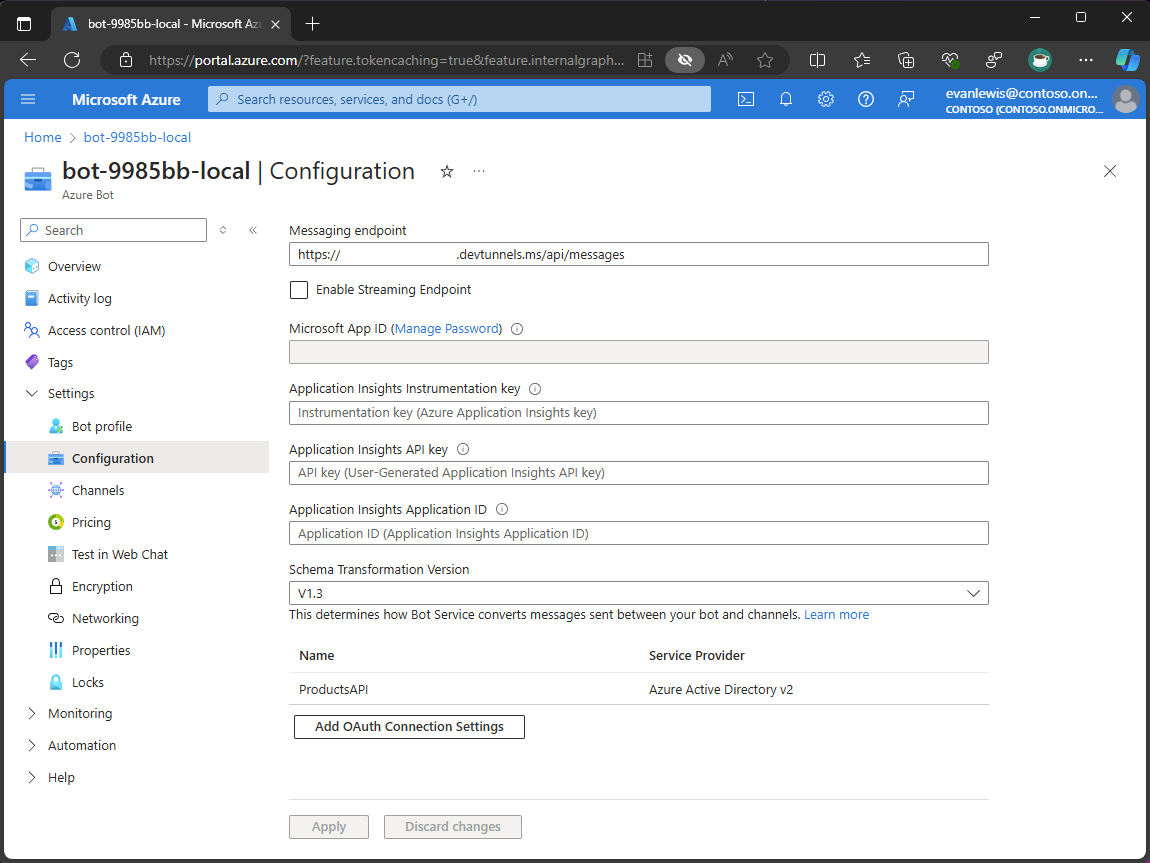 bot-9985bb-local - Microsoft Az
https://portal.azure.com/?feature.tokencaching=true&feature.internalgraph...
Microsoft Azure
Search resources, services, and docs (G+/)
evanlewis@contoso.on...
CONTOSO (CONTOSO.ONMICRO...
Home > bot-9985bb-local
bot-9985bb-local | Configuration
Azure Bot
Search
Overview
Activity log
Access control (IAM)
Tags
Settings
Bot profile
Configuration
Channels
Pricing
Test in Web Chat
Encryption
Networking
Properties
Locks
Monitoring
Automation
Help
Messaging endpoint
https:// .devtunnels.ms/api/messages
Enable Streaming Endpoint
Microsoft App ID (Manage Password)
Application Insights Instrumentation key
Instrumentation key (Azure Application Insights key)
Application Insights API key
API key (User-Generated Application Insights API key)
Application Insights Application ID
Application ID (Application Insights Application ID)
Schema Transformation Version
V1.3
This determines how Bot Service converts messages sent between your bot and channels. Learn more
Name Service Provider
ProductsAPI Azure Active Directory v2
Add OAuth Connection Settings
Apply Discard changes